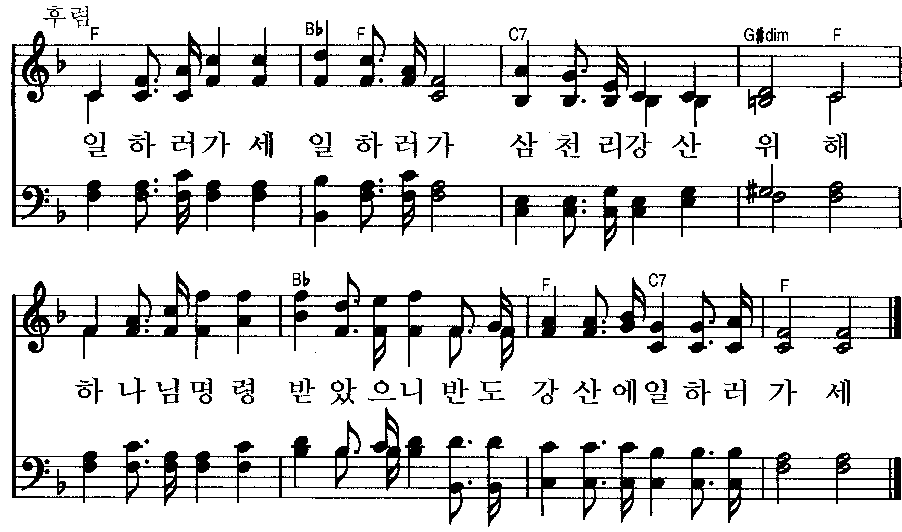 후렴
F B♭ F C7 G#dim F
일 하 러가 세 일 하 러가 삼 천 리강 산 위 해
B♭ F C7 F
하 나님명 령 받 았 으니 반 도 강 산 에일 하 러 가 세